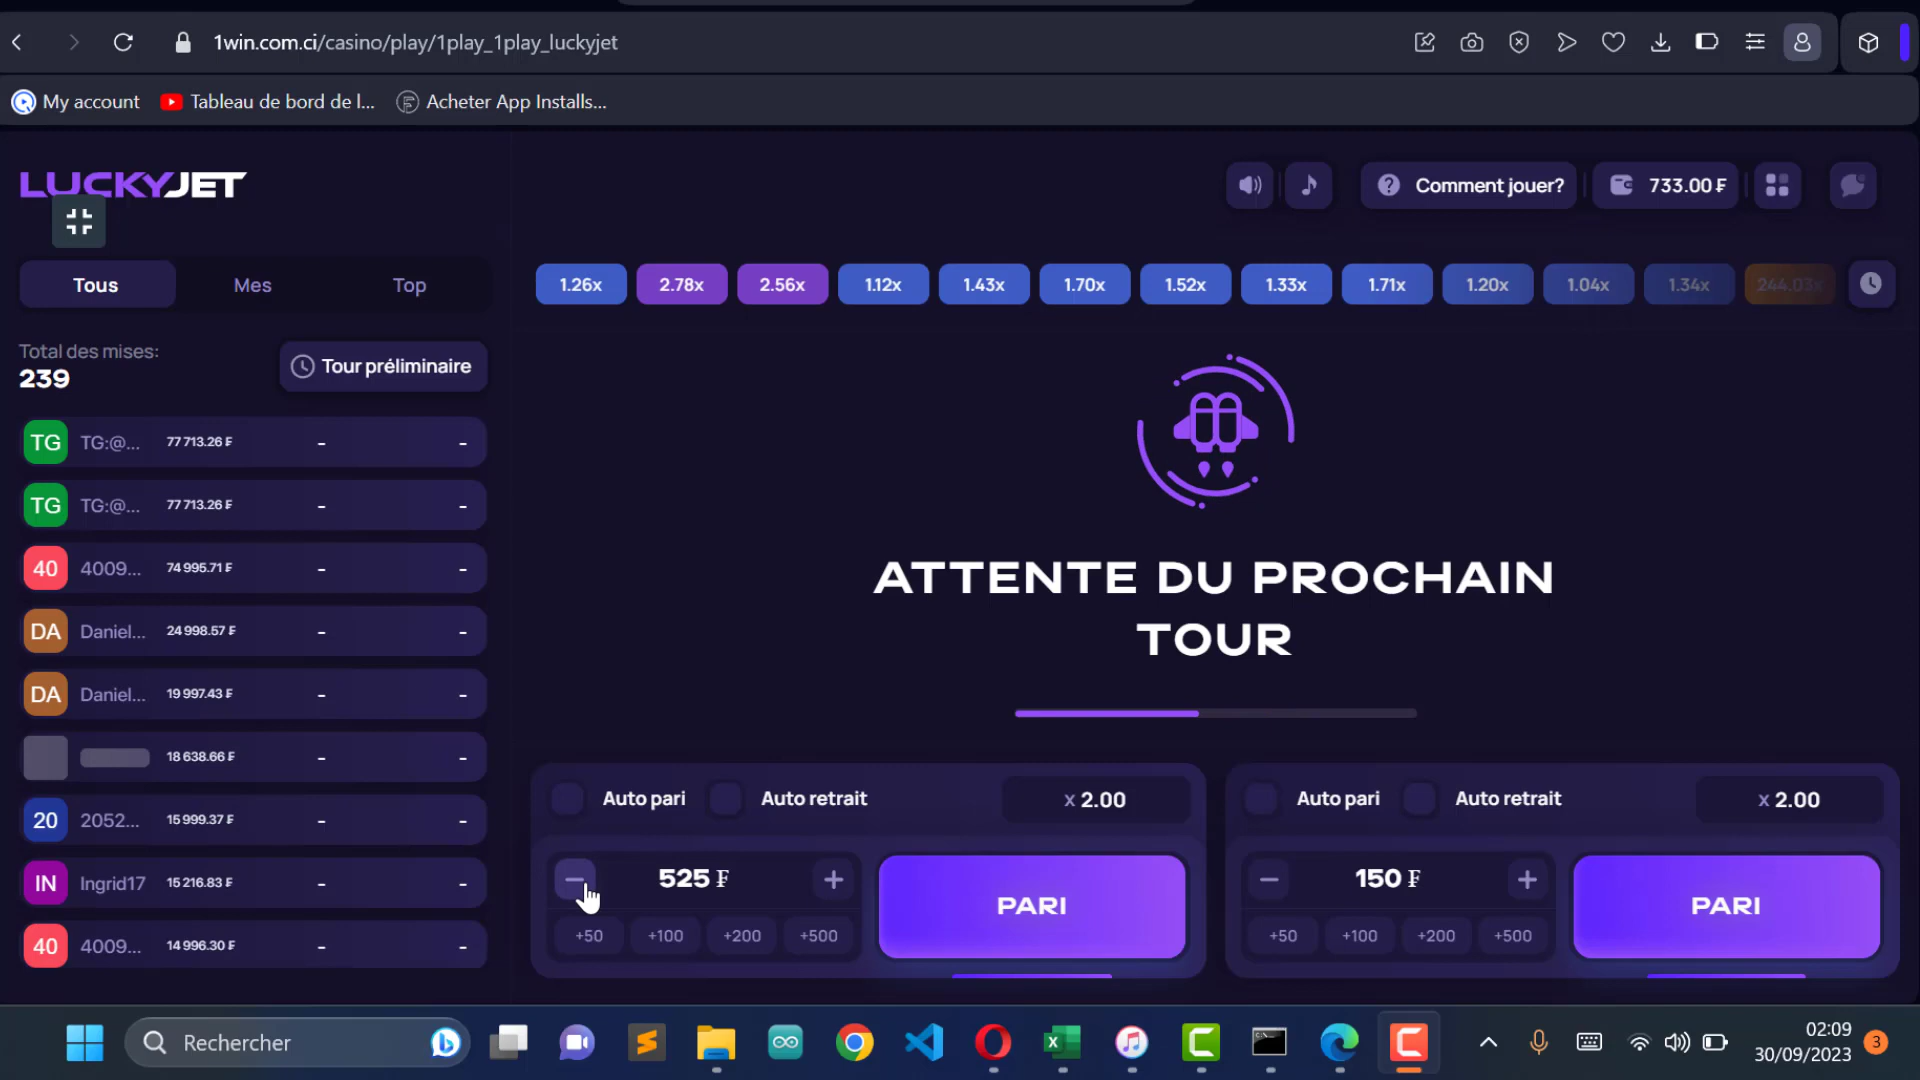 1win.com.ci/casino/play/1play_1play_luckyjet
My account
Tableau de bord de l...
Acheter App Installs...
LUCKYJET
Comment jouer?
733.00 ₣
Tous
Mes
Top
1.26x
2.78x
2.56x
1.12x
1.43x
1.70x
1.52x
1.33x
1.71x
1.20x
1.04x
1.34x
244.03x
Total des mises:
239
Tour préliminaire
TG TG:@... 77 713.26 ₣ - -
TG TG:@... 77 713.26 ₣ - -
40 4009... 74 995.71 ₣ - -
DA Daniel... 24 998.57 ₣ - -
DA Daniel... 19 997.43 ₣ - -
18 638.66 ₣ - -
20 2052... 15 999.37 ₣ - -
IN Ingrid17 15 216.83 ₣ - -
40 4009... 14 996.30 ₣ - -
ATTENTE DU PROCHAIN
TOUR
Auto pari
Auto retrait
x 2.00
525 ₣
+50
+100
+200
+500
PARI
Auto pari
Auto retrait
x 2.00
150 ₣
+50
+100
+200
+500
PARI
Rechercher
02:09
30/09/2023
3